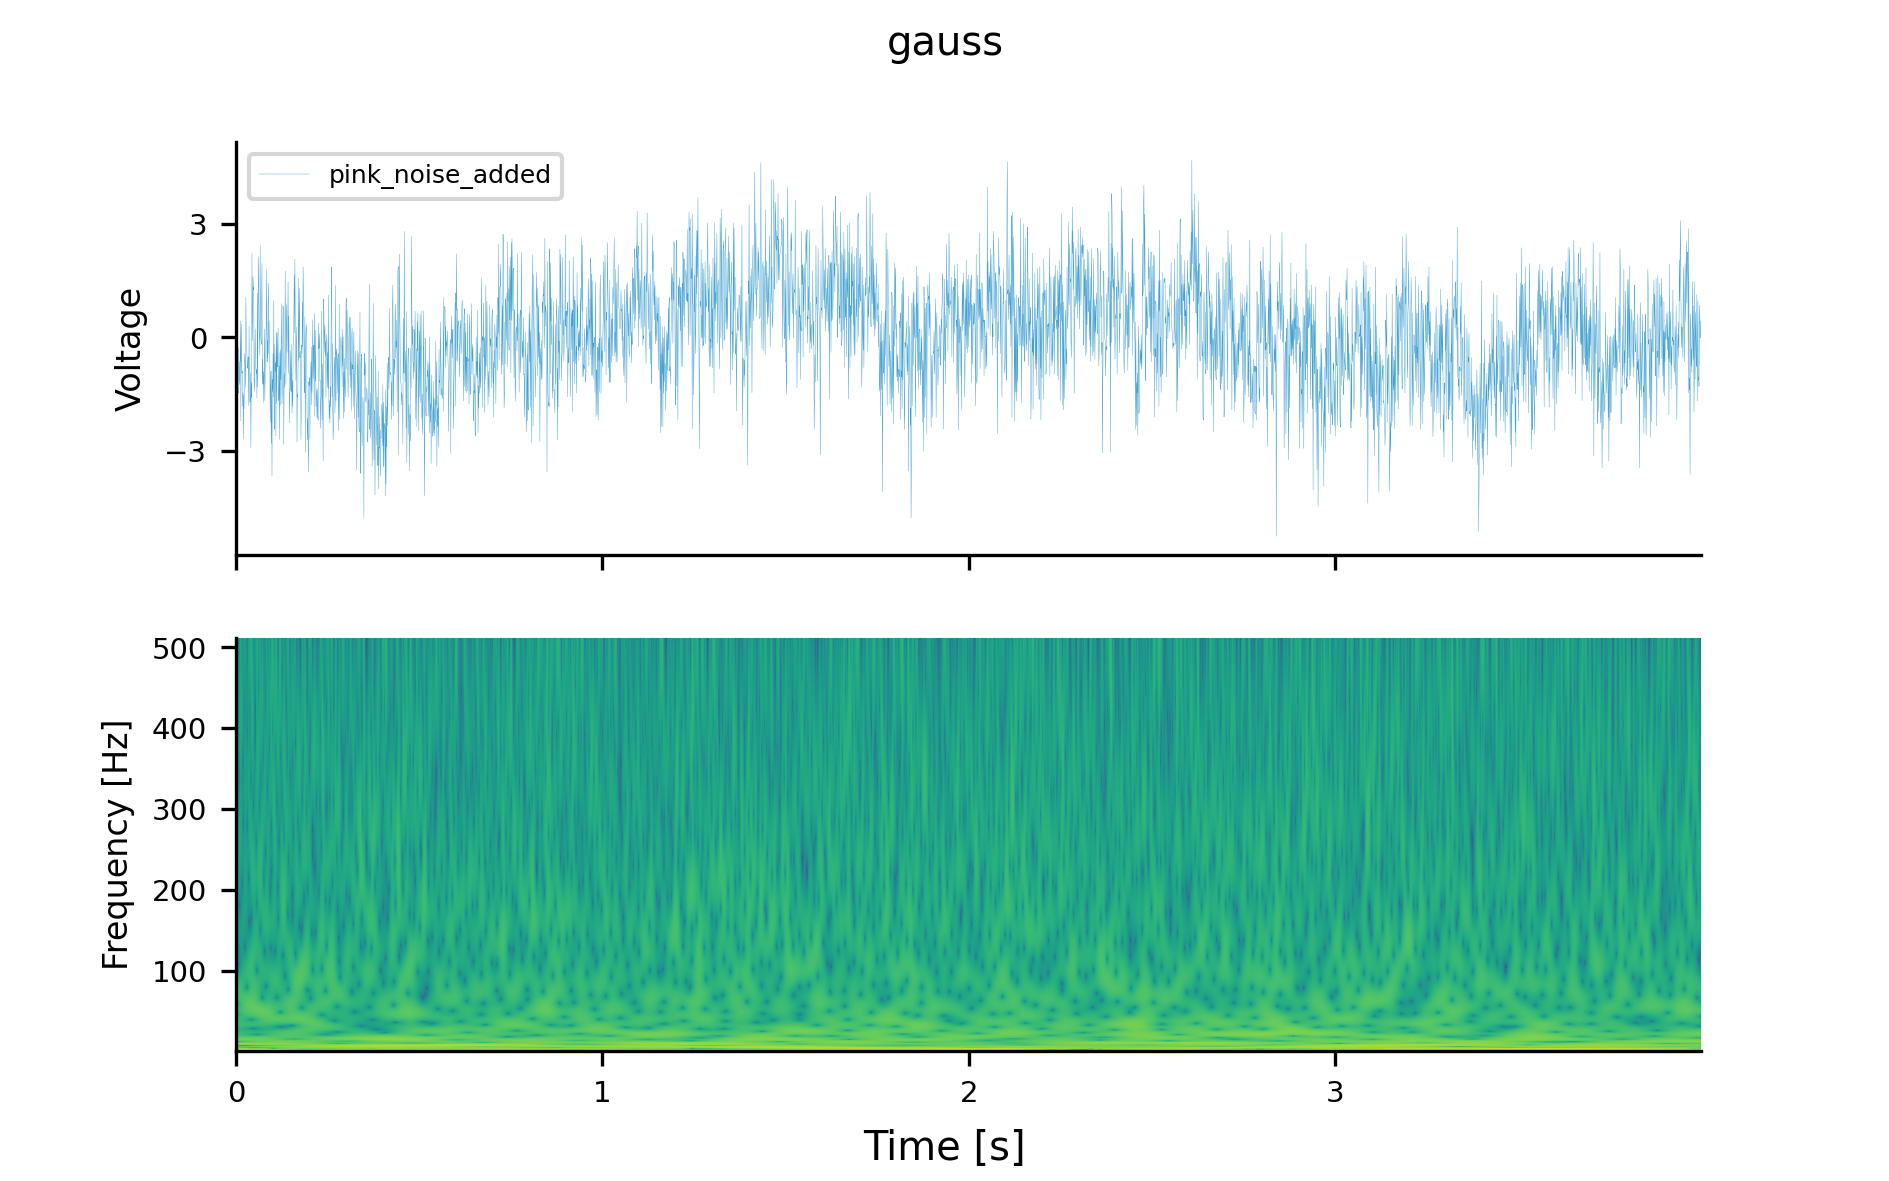 gauss
pink_noise_added
3
0
−3
Voltage
500
400
300
200
100
Frequency [Hz]
0 1 2 3
Time [s]